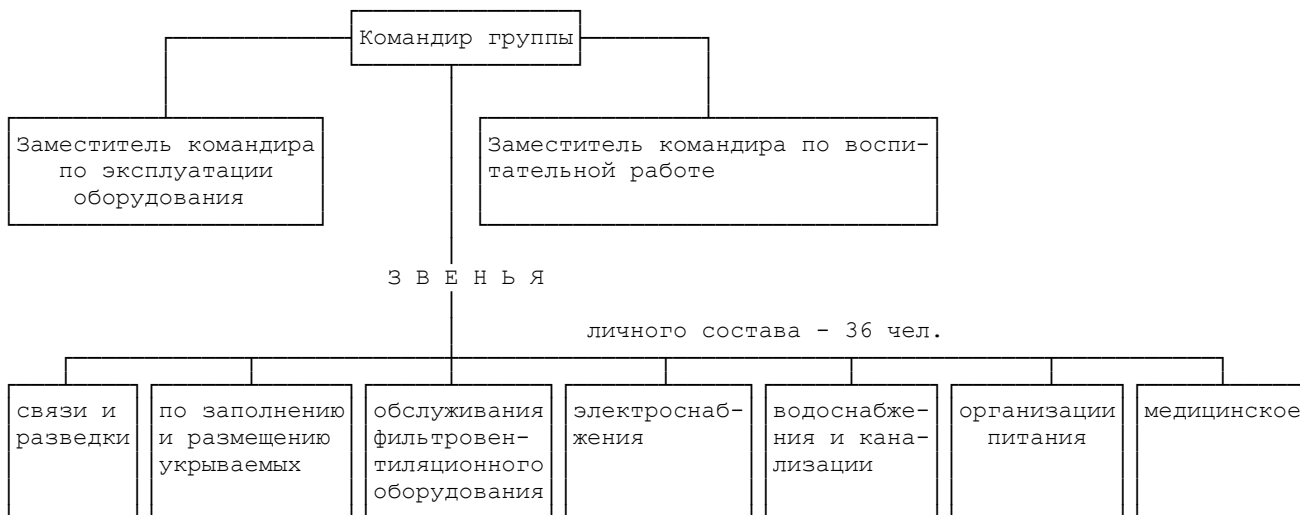 Командир группы
Заместитель командира
по эксплуатации
оборудования
Заместитель командира по воспи-
тательной работе
З В Е Н Ь Я
личного состава - 36 чел.
связи и
разведки
по заполнению
и размещению
укрываемых
обслуживания
фильтровен-
тиляционного
оборудования
электроснаб-
жения
водоснабже-
ния и кана-
лизации
организации
питания
медицинское